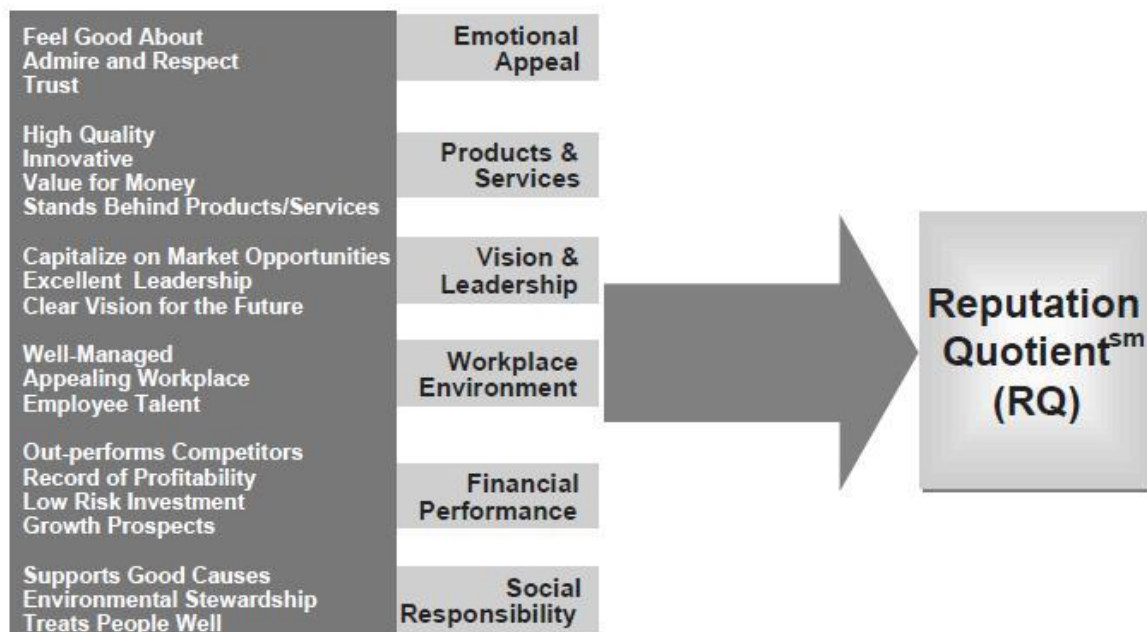 Feel Good About
Admire and Respect
Trust
Emotional
Appeal
High Quality
Innovative
Value for Money
Stands Behind Products/Services
Products &
Services
Capitalize on Market Opportunities
Excellent Leadership
Clear Vision for the Future
Vision &
Leadership
Well-Managed
Appealing Workplace
Employee Talent
Workplace
Environment
Out-performs Competitors
Record of Profitability
Low Risk Investment
Growth Prospects
Financial
Performance
Supports Good Causes
Environmental Stewardship
Treats People Well
Social
Responsibility
Reputation
Quotient sm
(RQ)